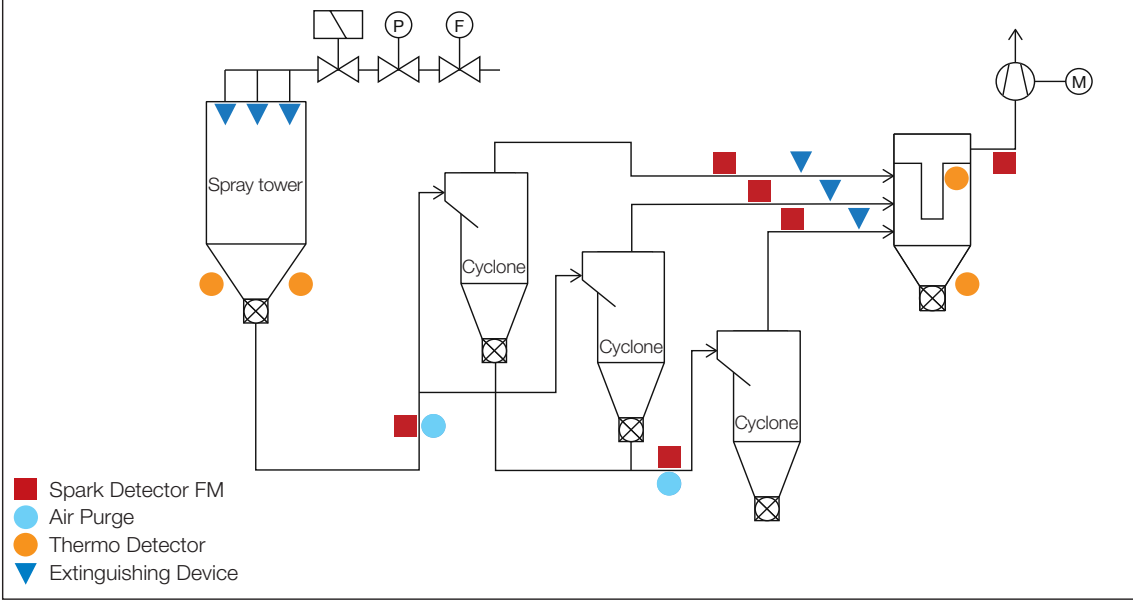 P
F
M
Spray tower
Cyclone
Cyclone
Cyclone
Spark Detector FM
Air Purge
Thermo Detector
Extinguishing Device